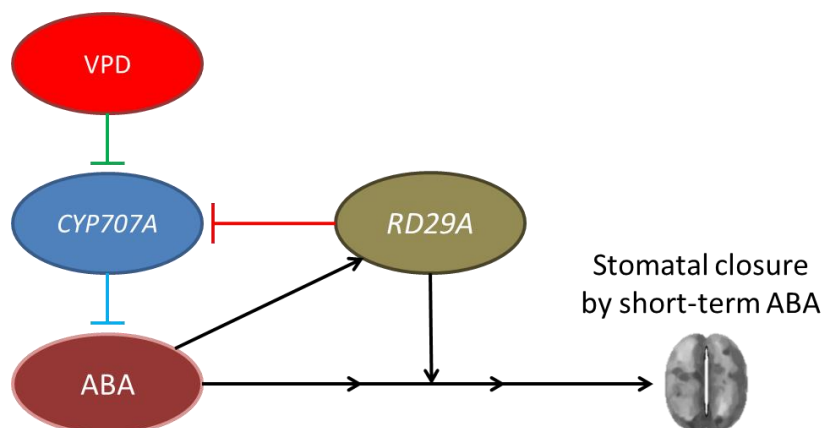 VPD
CYP707A
RD29A
Stomatal closure
by short-term ABA
ABA